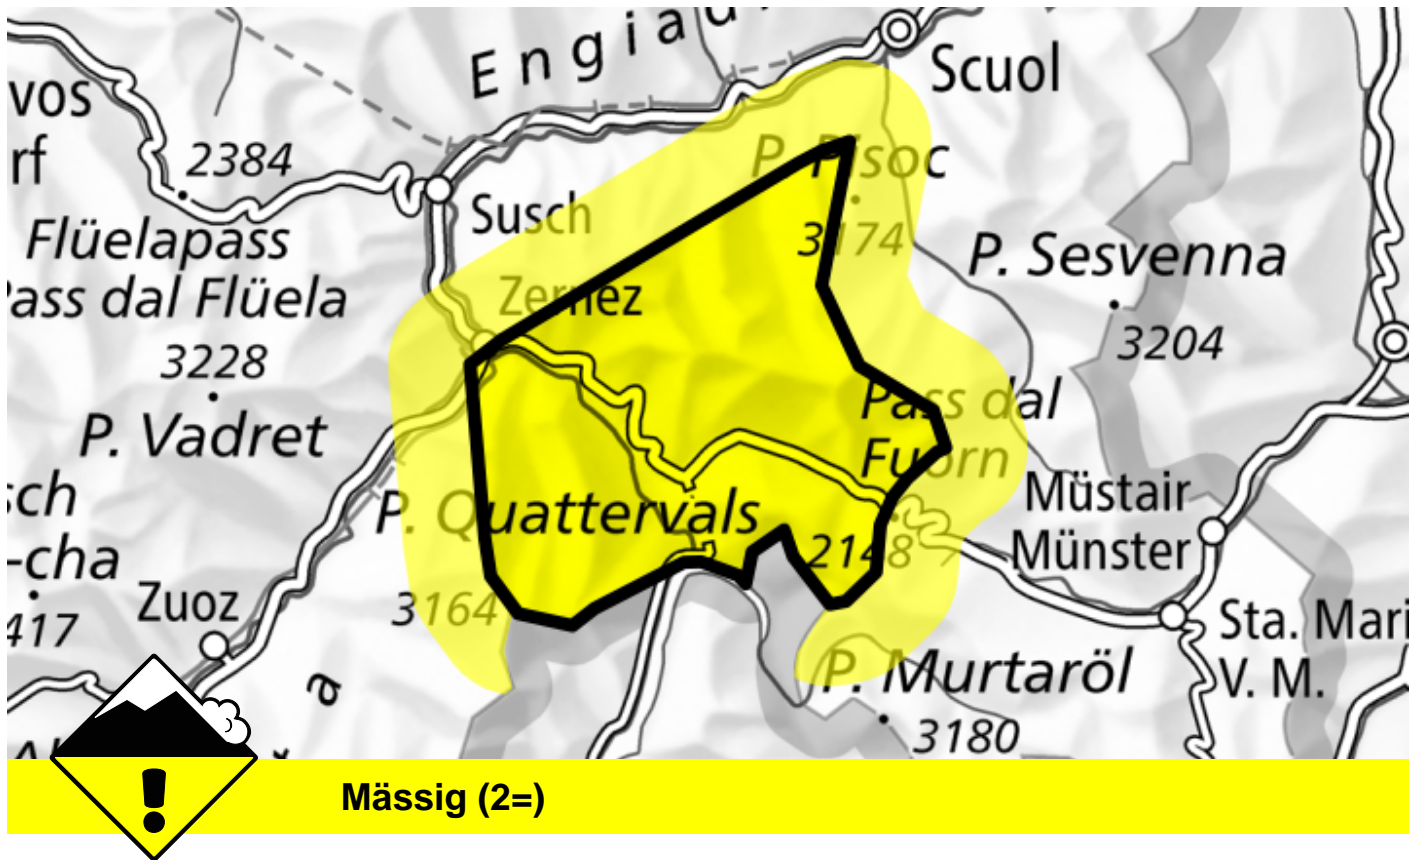 Engiad
Scuol
vos
rf
2384
P. Pisoc
3174
Susch
Flüelapass
Pass dal Flüela
Zernez
P. Sesvenna
3204
3228
P. Vadret
Pass dal
Fuorn
2148
sch
-cha
417
P. Quattervals
3164
Müstair
Münster
Zuoz
Sta. Mari
V. M.
P. Murtaröl
3180
a
Mässig (2=)